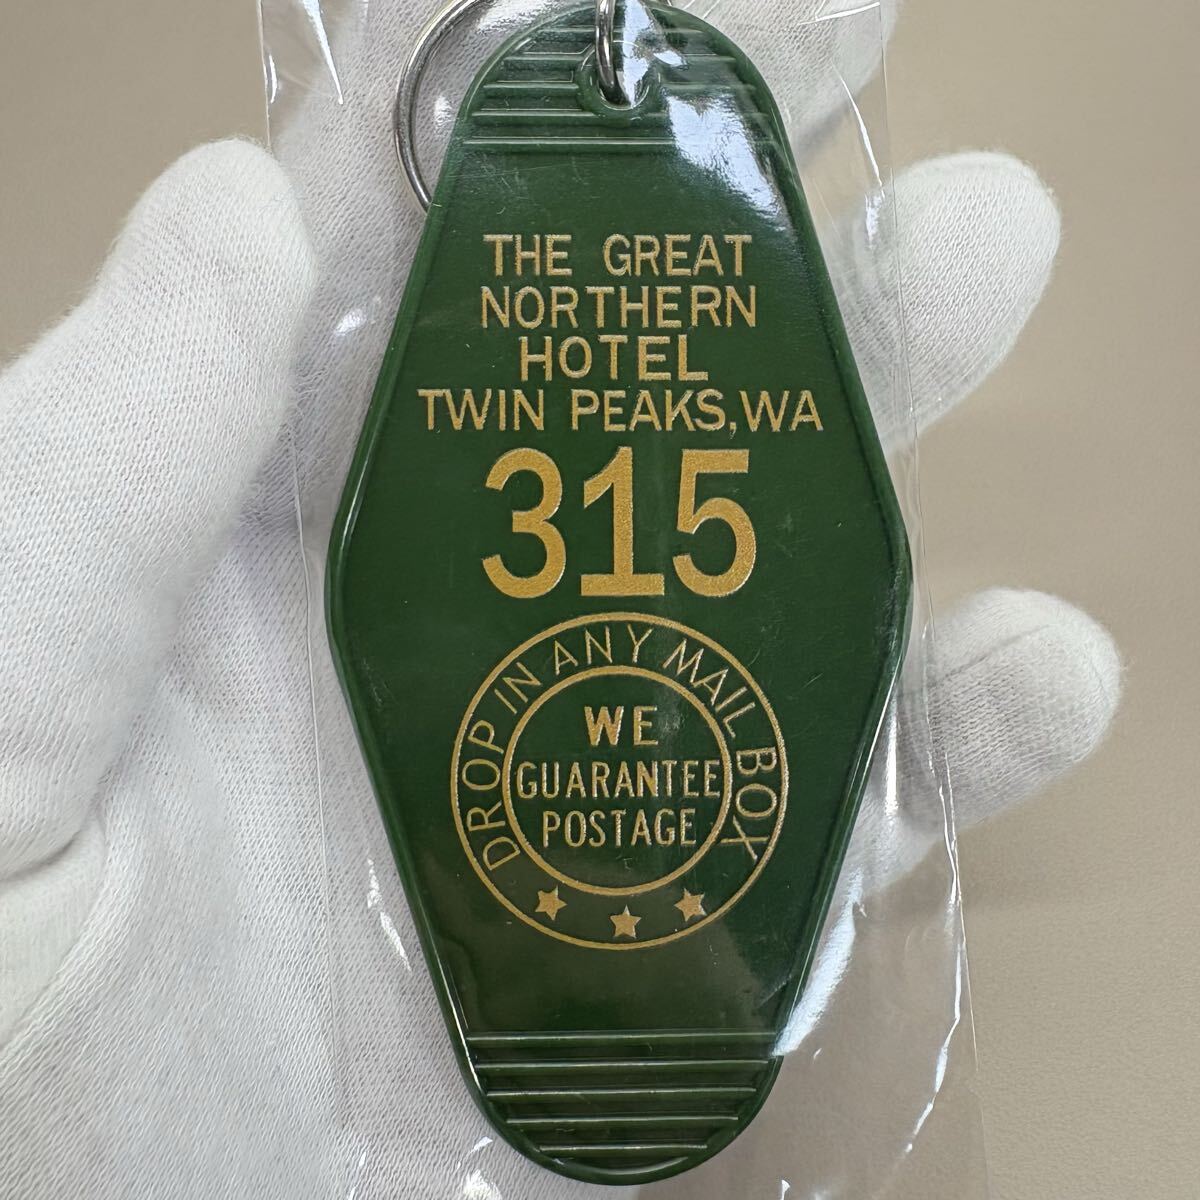 THE GREAT
NORTHERN
HOTEL
TWIN PEAKS,WA
315
DROP IN ANY MAIL BOX
WE
GUARANTEE
POSTAGE